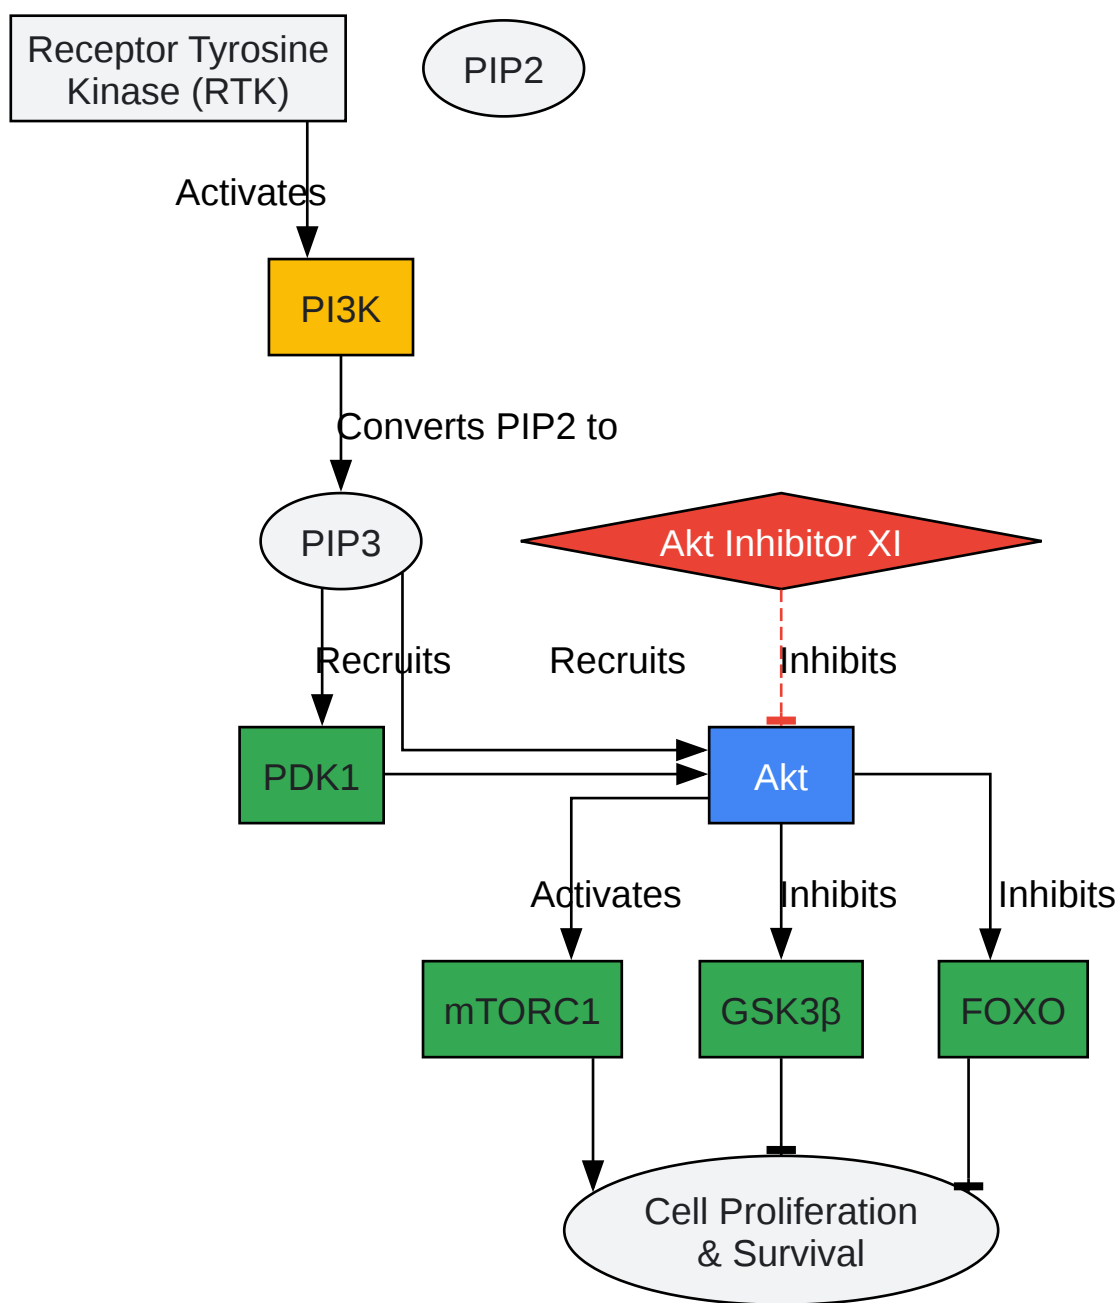 Receptor Tyrosine
Kinase (RTK)
PIP2
Activates
PI3K
Converts PIP2 to
PIP3
Akt Inhibitor XI
Recruits
Recruits
Inhibits
PDK1
Akt
Activates
Inhibits
Inhibits
mTORC1
GSK3β
FOXO
Cell Proliferation
& Survival